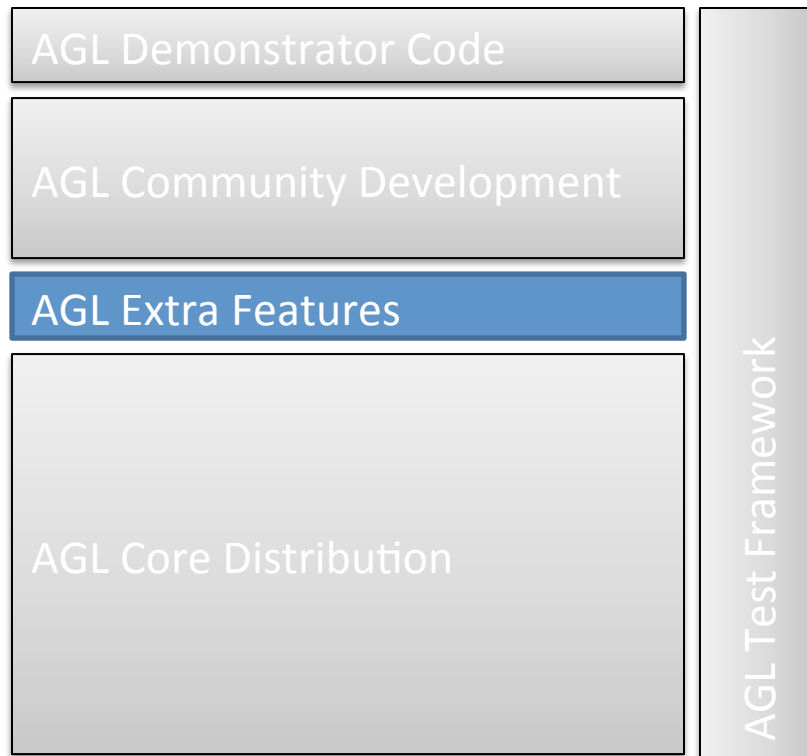 AGL Demonstrator Code
AGL Community Development
AGL Extra Features
AGL Core Distribution
AGL Test Framework